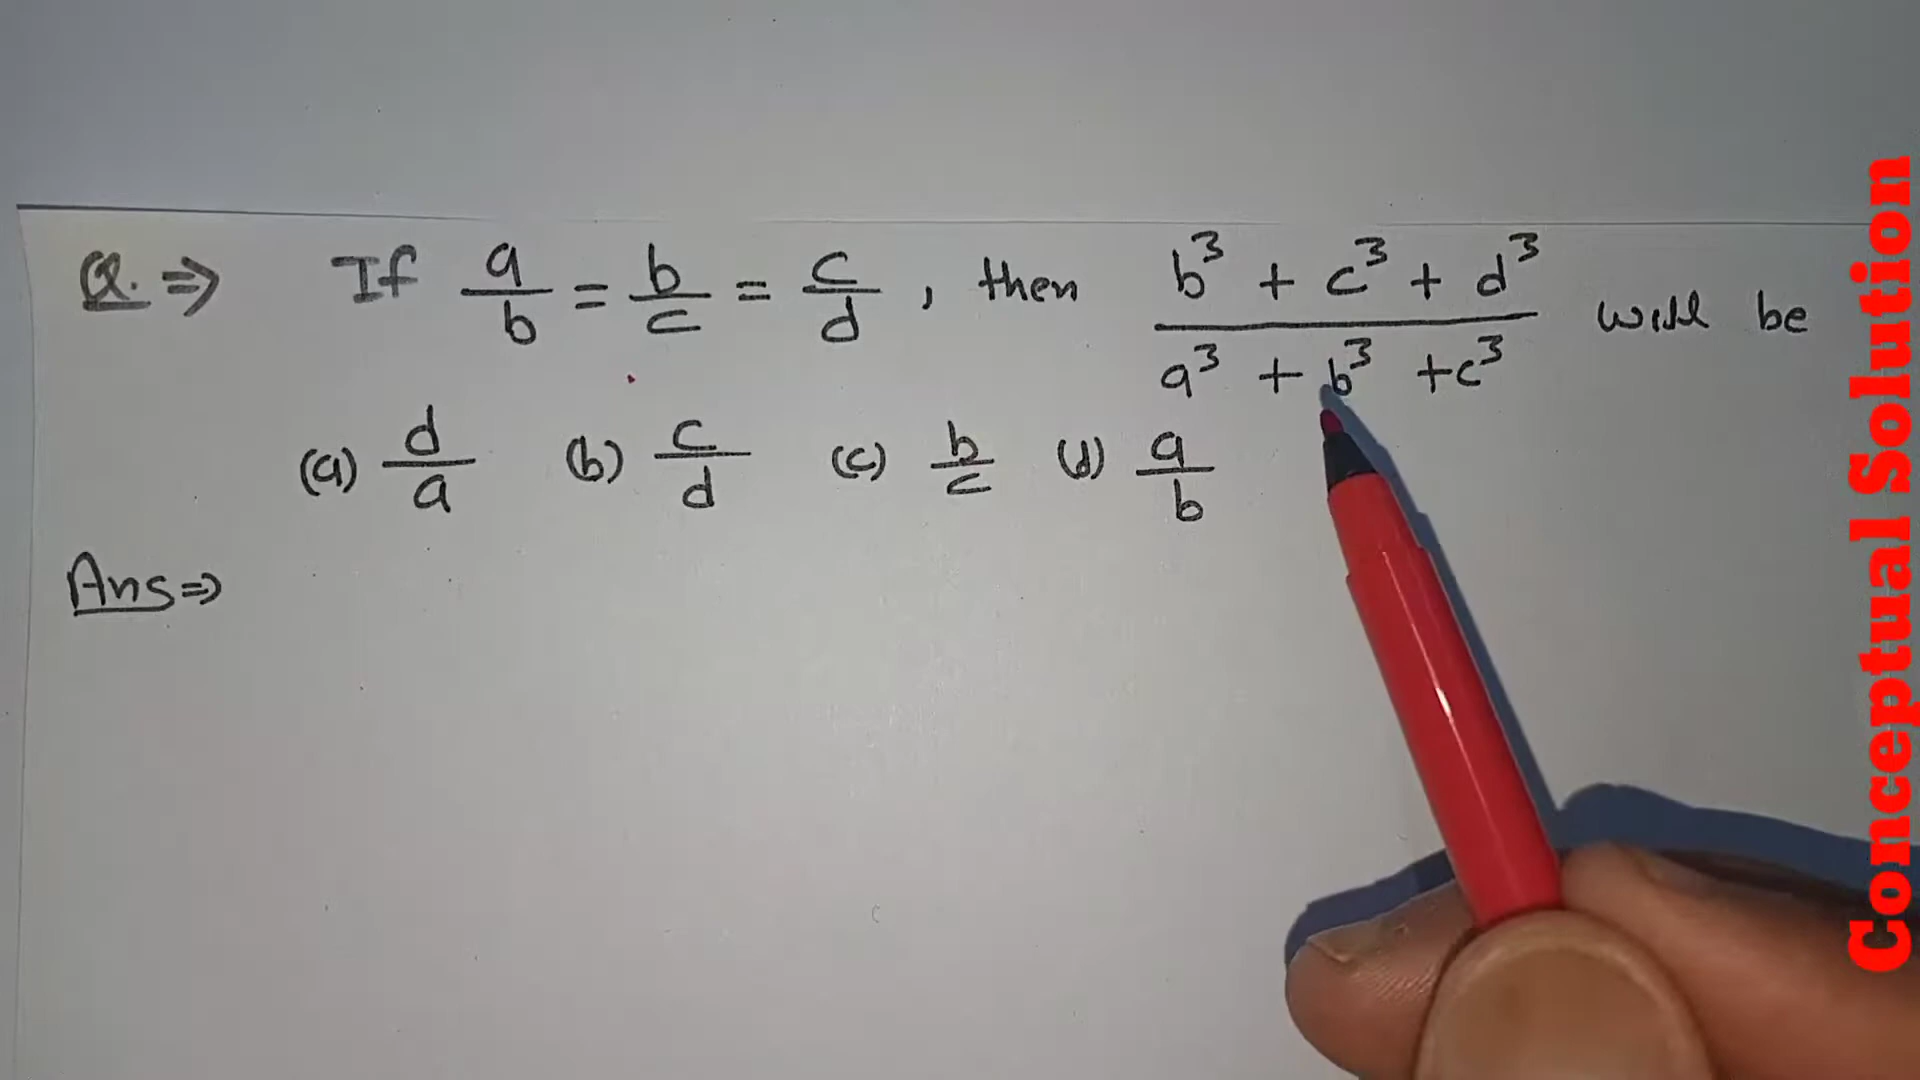 Q. ⇒ If a/b = b/c = c/d , then (b³ + c³ + d³)/(a³ + b³ + c³) will be
(a) d/a (b) c/d (c) b/c (d) a/b
Ans ⇒
Conceptual Solution